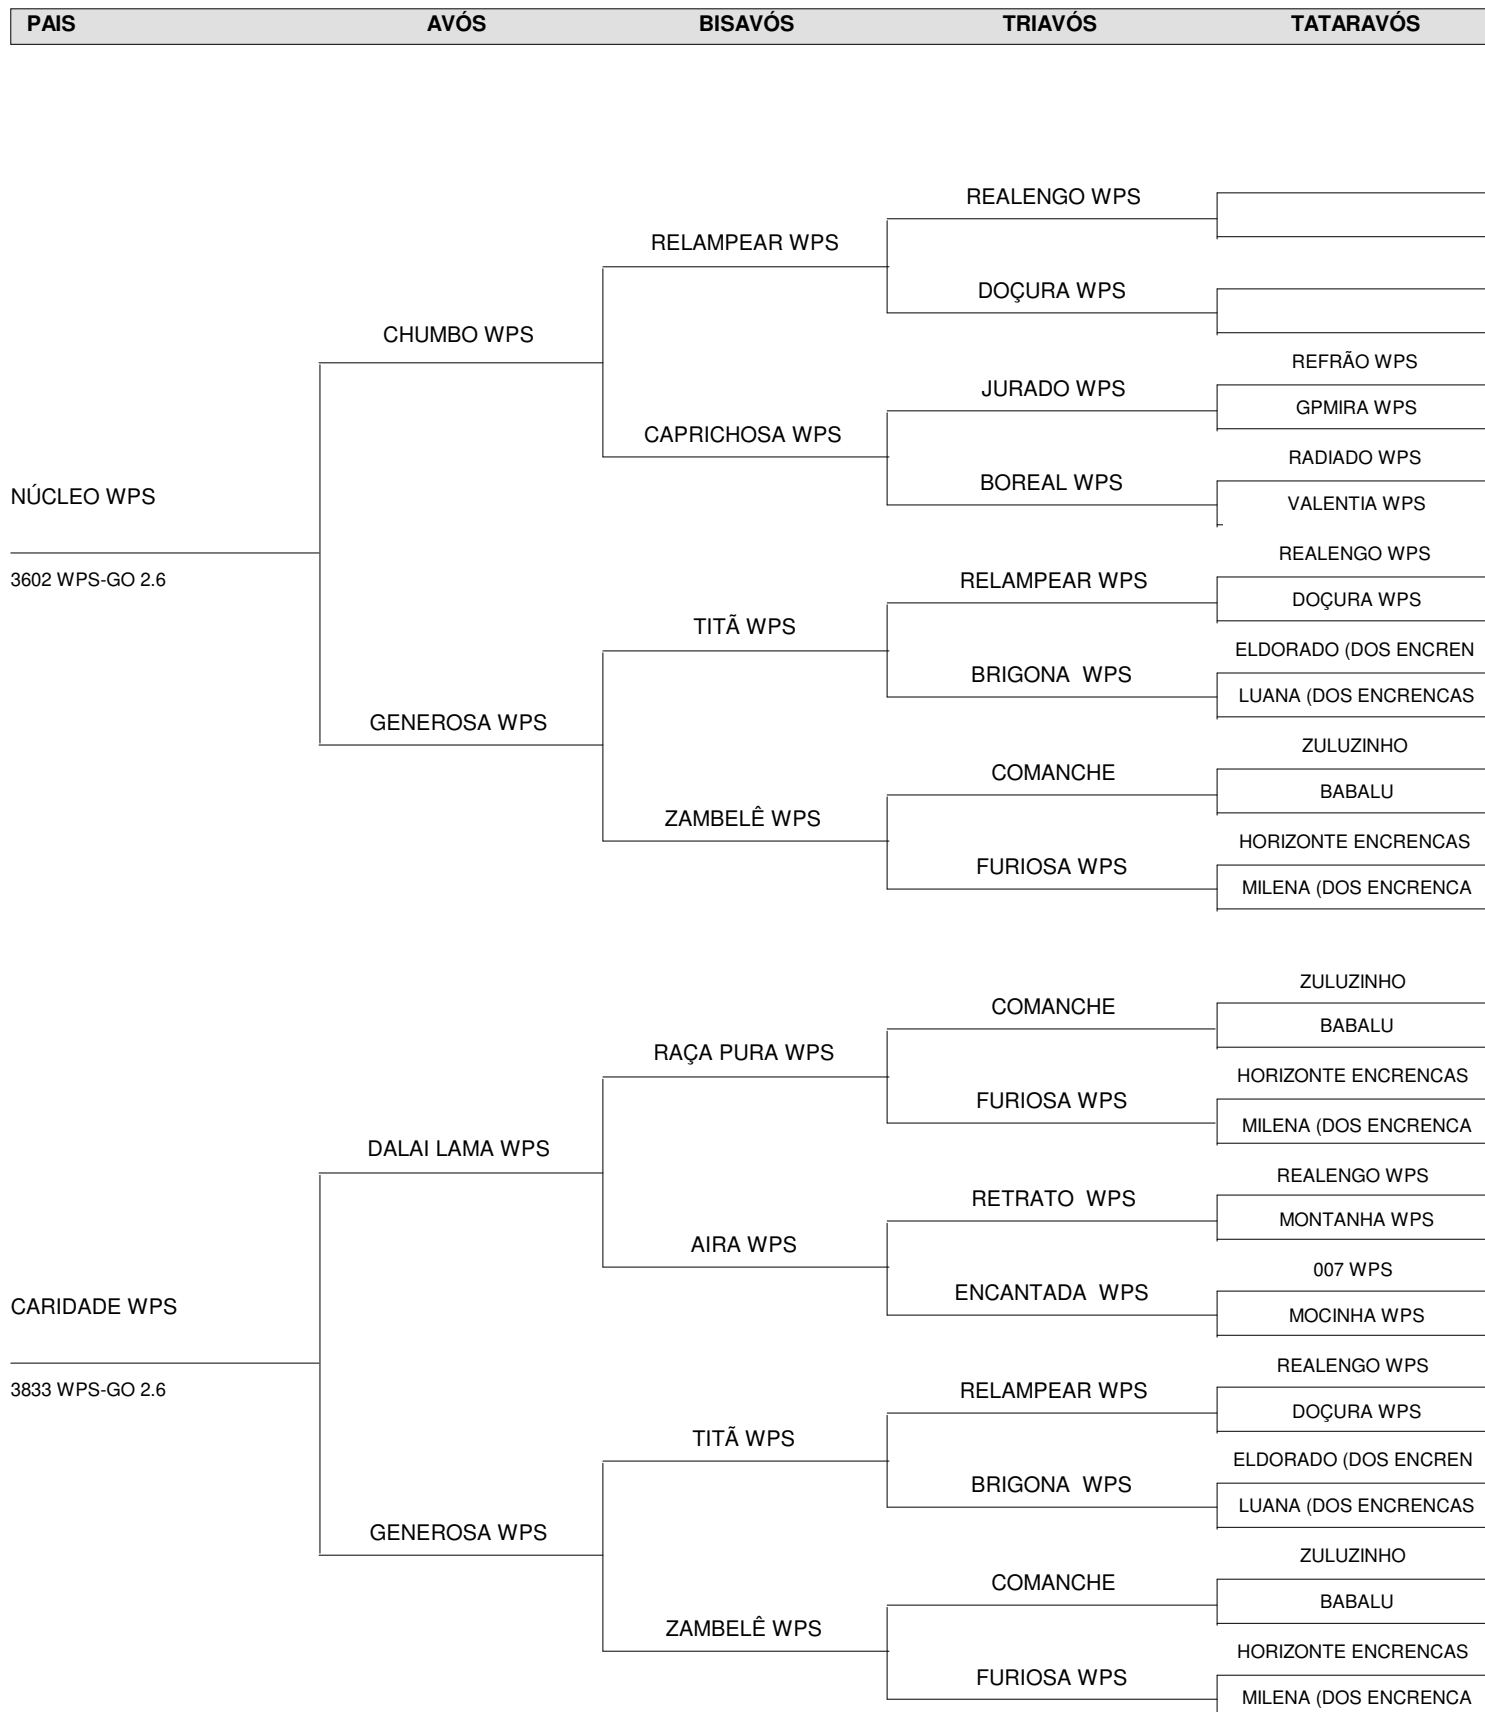 PAIS AVÓS BISAVÓS TRIAVÓS TATARAVÓS
REALENGO WPS
RELAMPEAR WPS
DOÇURA WPS
CHUMBO WPS
REFRÃO WPS
JURADO WPS
GPMIRA WPS
CAPRICHOSA WPS
RADIADO WPS
BOREAL WPS
NÚCLEO WPS
VALENTIA WPS
REALENGO WPS
3602 WPS-GO 2.6
RELAMPEAR WPS
DOÇURA WPS
TITÃ WPS
ELDORADO (DOS ENCREN
BRIGONA WPS
LUANA (DOS ENCRENCAS
GENEROSA WPS
ZULUZINHO
COMANCHE
BABALU
ZAMBELÊ WPS
HORIZONTE ENCRENCAS
FURIOSA WPS
MILENA (DOS ENCRENCA
ZULUZINHO
COMANCHE
BABALU
RAÇA PURA WPS
HORIZONTE ENCRENCAS
FURIOSA WPS
MILENA (DOS ENCRENCA
DALAI LAMA WPS
REALENGO WPS
RETRATO WPS
MONTANHA WPS
AIRA WPS
007 WPS
ENCANTADA WPS
CARIDADE WPS
MOCINHA WPS
REALENGO WPS
3833 WPS-GO 2.6
RELAMPEAR WPS
DOÇURA WPS
TITÃ WPS
ELDORADO (DOS ENCREN
BRIGONA WPS
LUANA (DOS ENCRENCAS
GENEROSA WPS
ZULUZINHO
COMANCHE
BABALU
ZAMBELÊ WPS
HORIZONTE ENCRENCAS
FURIOSA WPS
MILENA (DOS ENCRENCA